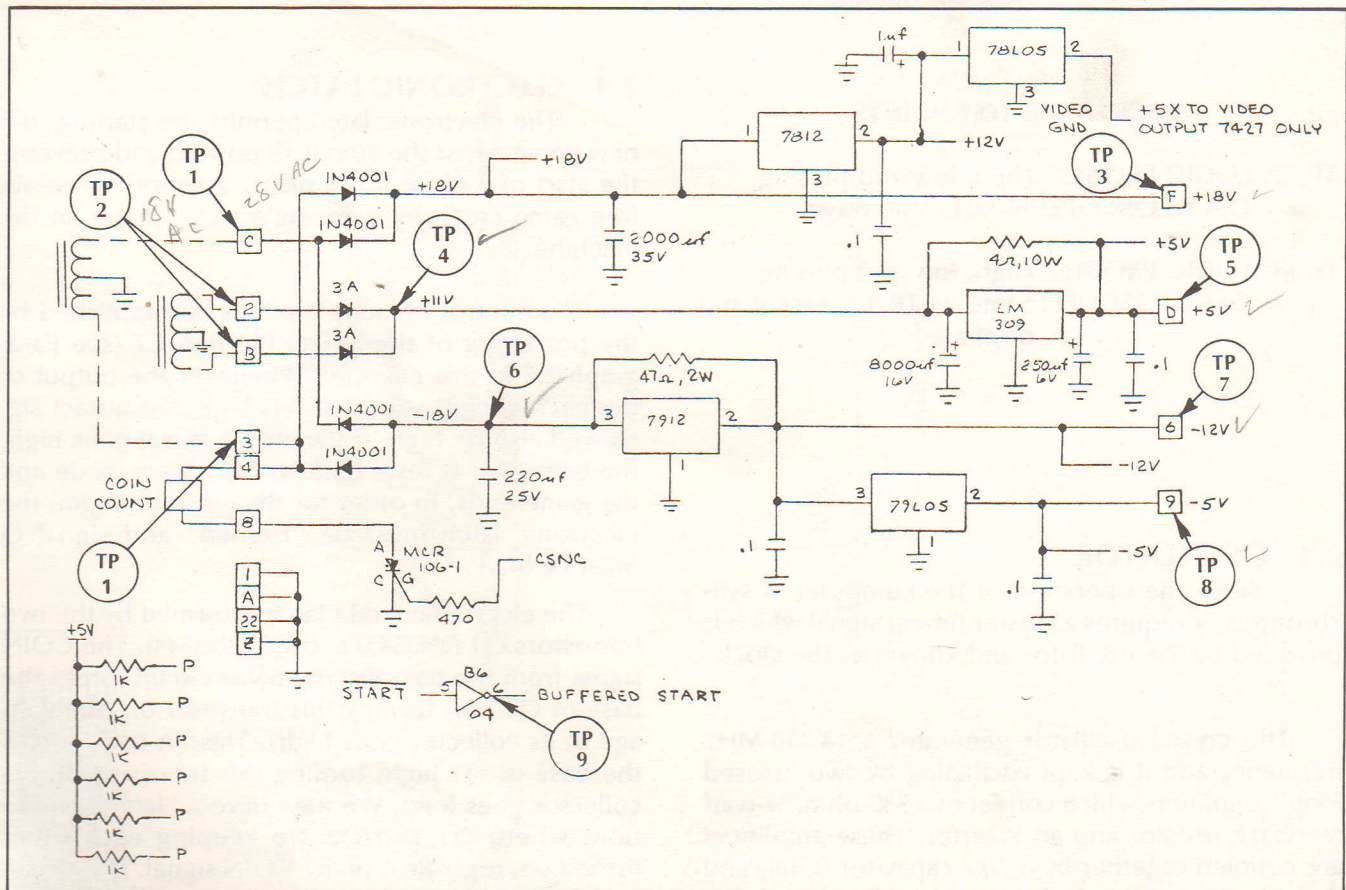 1uf
+
1
78L05
2
3
+5X TO VIDEO
OUTPUT 7427 ONLY
VIDEO
GND
TP
3
F
+18V
1
7812
2
3
+12V
.1
TP
1
28V AC
TP
2
18V
AC
1N4001
+18V
+18V
C
1N4001
TP
4
2000uf
35V
3A
+11V
2
3A
B
4Ω,10W
+5V
TP
5
LM
309
D
+5V
+
8000uf
16V
+
250uf
6V
.1
TP
6
1N4001
-18V
47Ω, 2W
3
7912
2
1
TP
7
6
-12V
-12V
3
4
1N4001
220uf
25V
COIN
COUNT
8
.1
3
79L05
2
1
9
-5V
-5V
.1
TP
8
TP
1
A
MCR
106-1
C
G
470
CSNC
1
A
22
Z
+5V
1K
P
1K
P
1K
P
1K
P
1K
P
1K
P
START
5
B6
6
04
BUFFERED START
TP
9